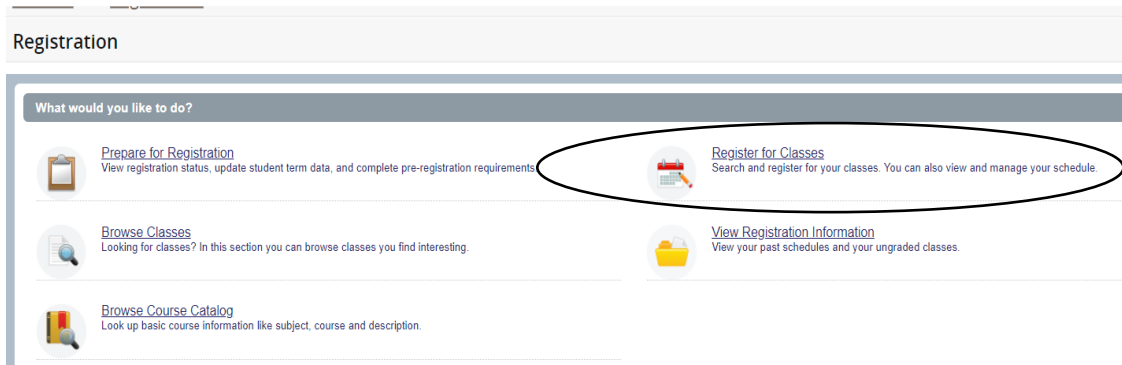 Registration
What would you like to do?
Prepare for Registration
View registration status, update student term data, and complete pre-registration requirements.
Register for Classes
Search and register for your classes. You can also view and manage your schedule.
Browse Classes
Looking for classes? In this section you can browse classes you find interesting.
View Registration Information
View your past schedules and your ungraded classes.
Browse Course Catalog
Look up basic course information like subject, course and description.